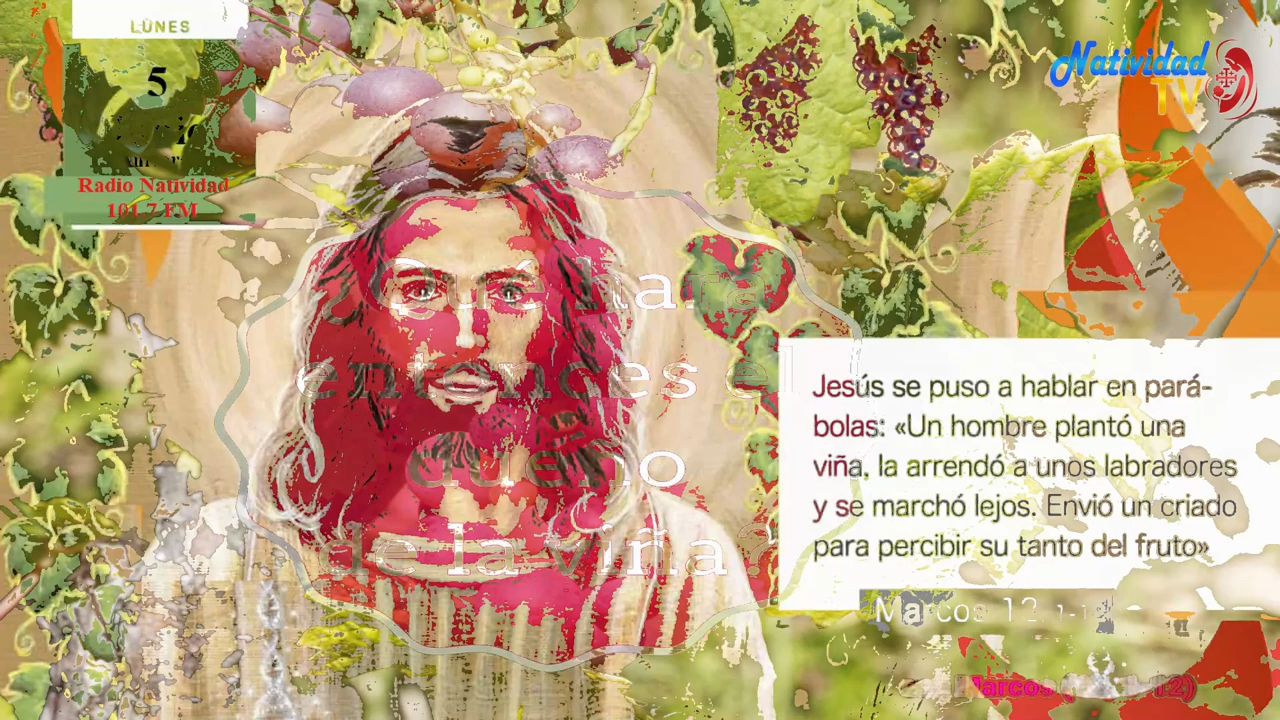 LUNES
5
Radio Natividad
101.7 FM
Natividad
TV
entonces el
dueño
de la viña?
Jesús se puso a hablar en pará-
bolas: «Un hombre plantó una
viña, la arrendó a unos labradores
y se marchó lejos. Envió un criado
para percibir su tanto del fruto»
Marcos 12,
Marcos